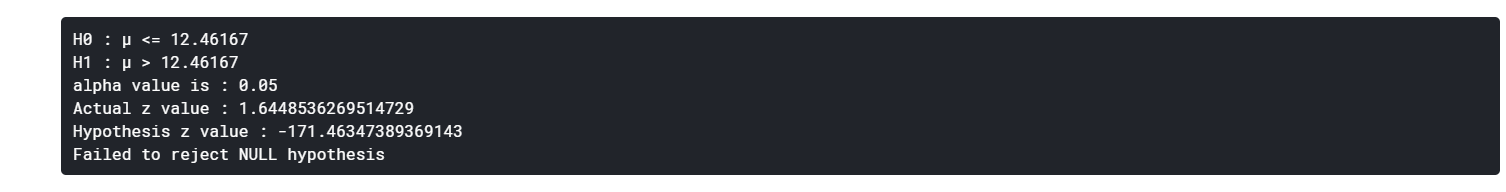 H0 : μ <= 12.46167
H1 : μ > 12.46167
alpha value is : 0.05
Actual z value : 1.6448536269514729
Hypothesis z value : -171.46347389369143
Failed to reject NULL hypothesis